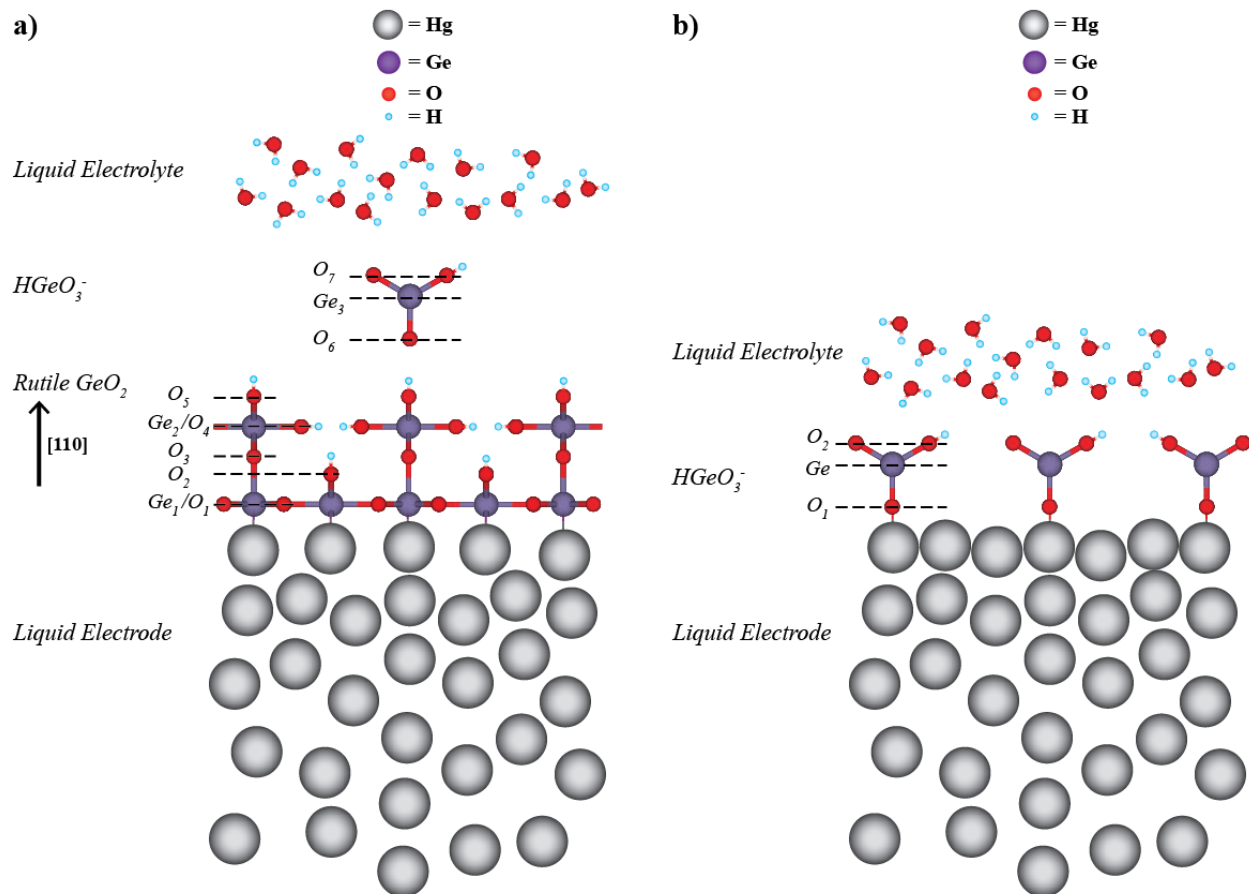 a)
= Hg
= Ge
= O
= H
Liquid Electrolyte
HGeO₃⁻
O₇
Ge₃
O₆
Rutile GeO₂
[110]
O₅
Ge₂/O₄
O₃
O₂
Ge₁/O₁
Liquid Electrode
b)
= Hg
= Ge
= O
= H
Liquid Electrolyte
HGeO₃⁻
O₂
Ge
O₁
Liquid Electrode